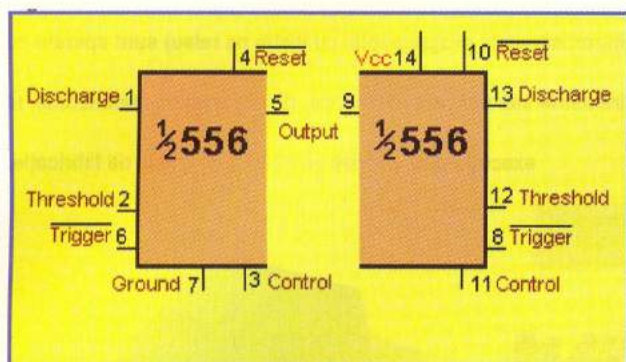 4 Reset
Vcc 14
10 Reset
Discharge 1
5
9
13 Discharge
½556
Output
½556
Threshold 2
12 Threshold
Trigger 6
8 Trigger
Ground 7
3 Control
11 Control